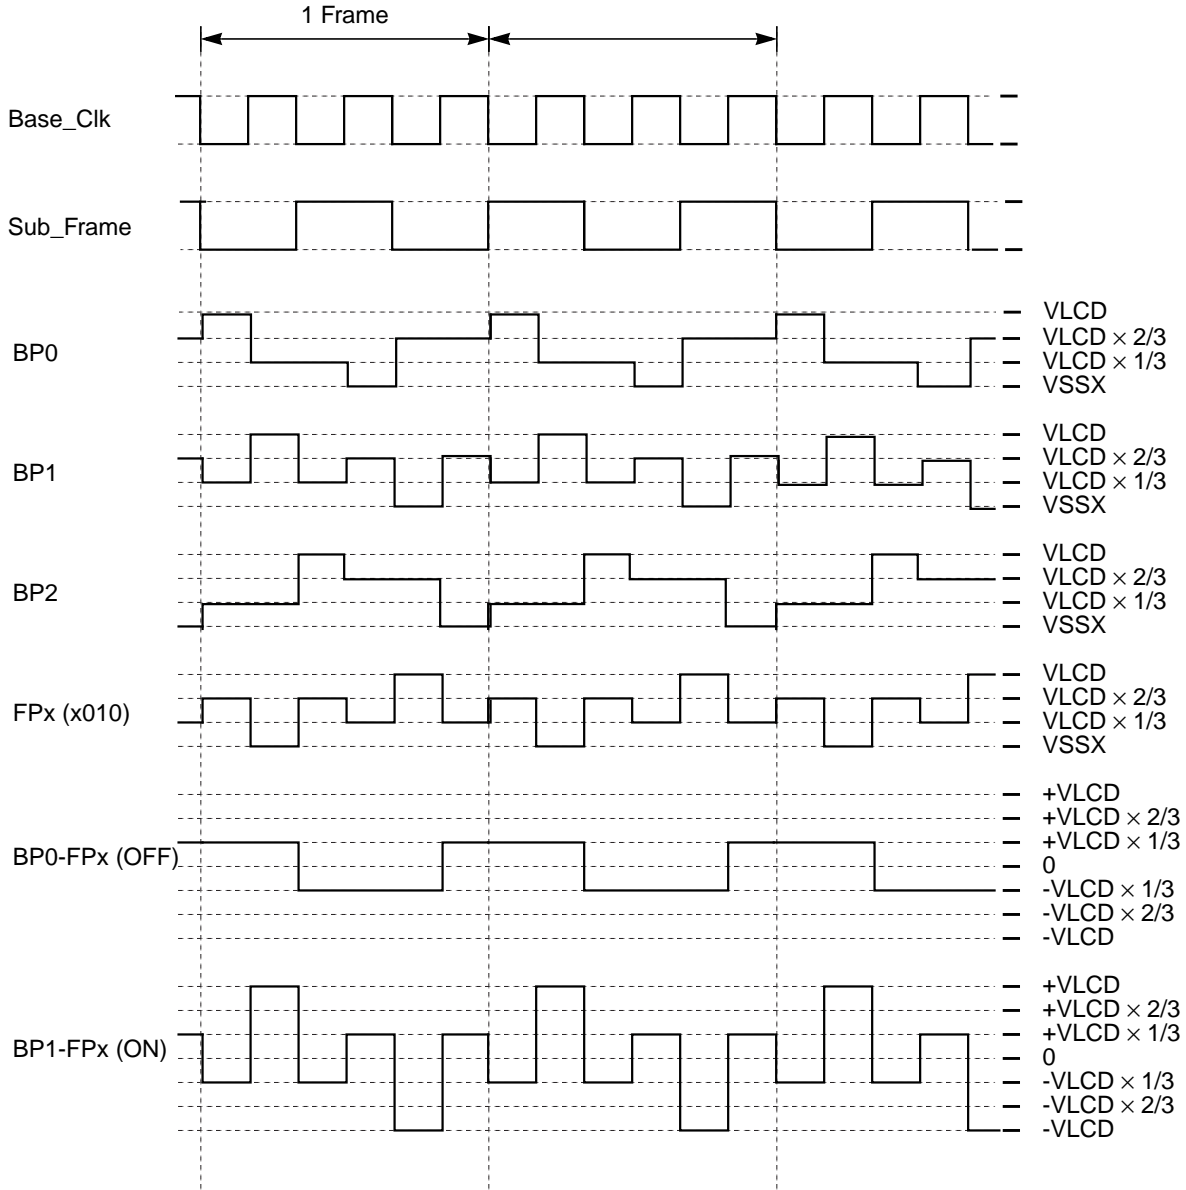 1 Frame
Base_Clk
Sub_Frame
BP0
VLCD
VLCD × 2/3
VLCD × 1/3
VSSX
BP1
VLCD
VLCD × 2/3
VLCD × 1/3
VSSX
BP2
VLCD
VLCD × 2/3
VLCD × 1/3
VSSX
FPx (x010)
VLCD
VLCD × 2/3
VLCD × 1/3
VSSX
BP0-FPx (OFF)
+VLCD
+VLCD × 2/3
+VLCD × 1/3
0
-VLCD × 1/3
-VLCD × 2/3
-VLCD
BP1-FPx (ON)
+VLCD
+VLCD × 2/3
+VLCD × 1/3
0
-VLCD × 1/3
-VLCD × 2/3
-VLCD